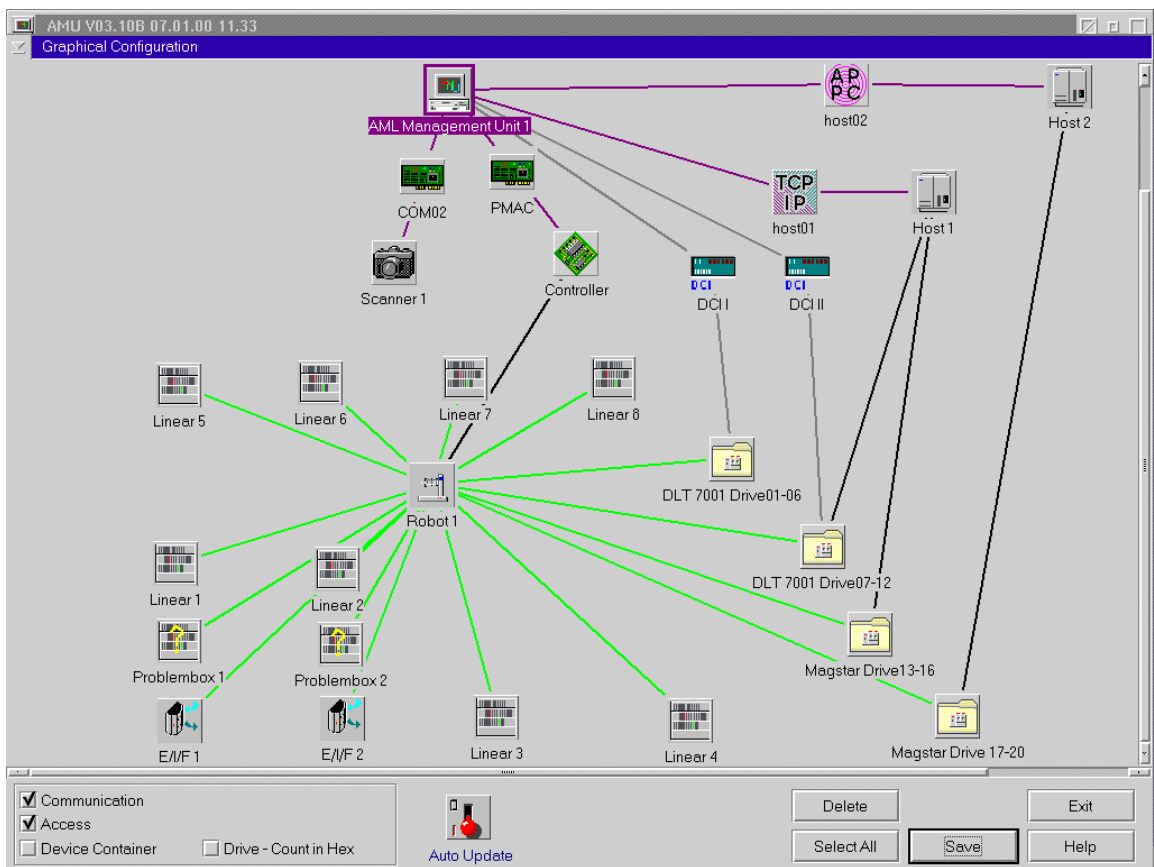 AMU V03.10B 07.01.00 11.33
Graphical Configuration
AMU
AML Management Unit 1
AP
PC
host02
Host 2
COM02
PMAC
TCP
IP
host01
Host 1
Scanner 1
Controller
DCI
DCI I
DCI
DCI II
Linear 5
Linear 6
Linear 7
Linear 8
DLT 7001 Drive01-06
Robot 1
DLT 7001 Drive07-12
Linear 1
Linear 2
Problembox 1
Problembox 2
Magstar Drive13-16
E/I/F 1
E/I/F 2
Linear 3
Linear 4
Magstar Drive 17-20
Communication
Access
Device Container
Drive - Count in Hex
Auto Update
Delete
Exit
Select All
Save
Help